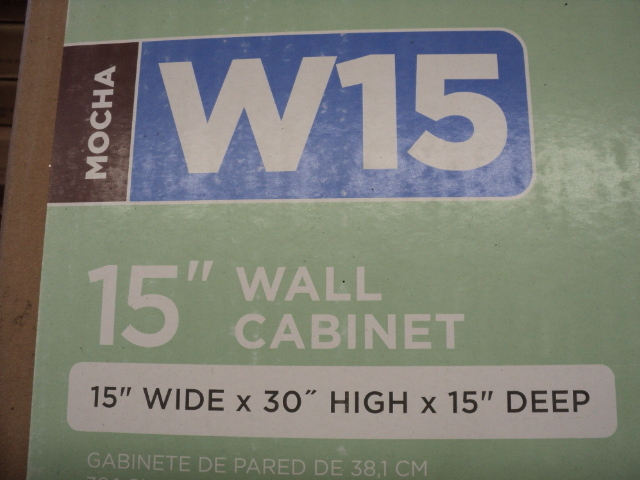 MOCHA
W15
15" WALL
CABINET
15" WIDE x 30˝ HIGH x 15" DEEP
GABINETE DE PARED DE 38,1 CM